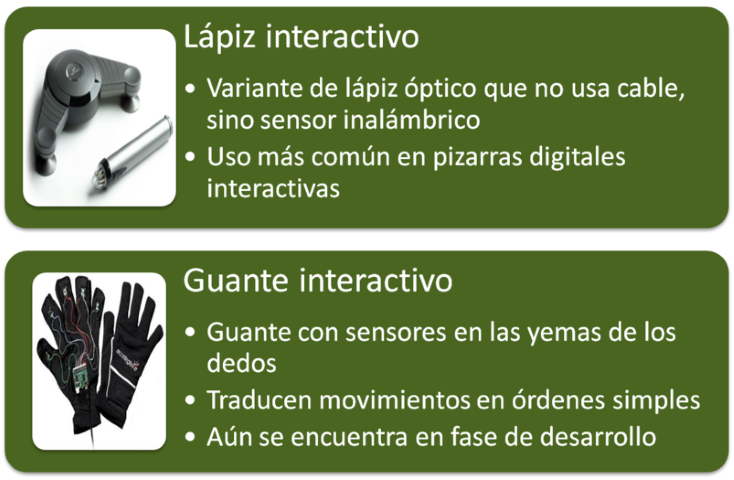 Lápiz interactivo
• Variante de lápiz óptico que no usa cable,
sino sensor inalámbrico
• Uso más común en pizarras digitales
interactivas
Guante interactivo
• Guante con sensores en las yemas de los
dedos
• Traducen movimientos en órdenes simples
• Aún se encuentra en fase de desarrollo